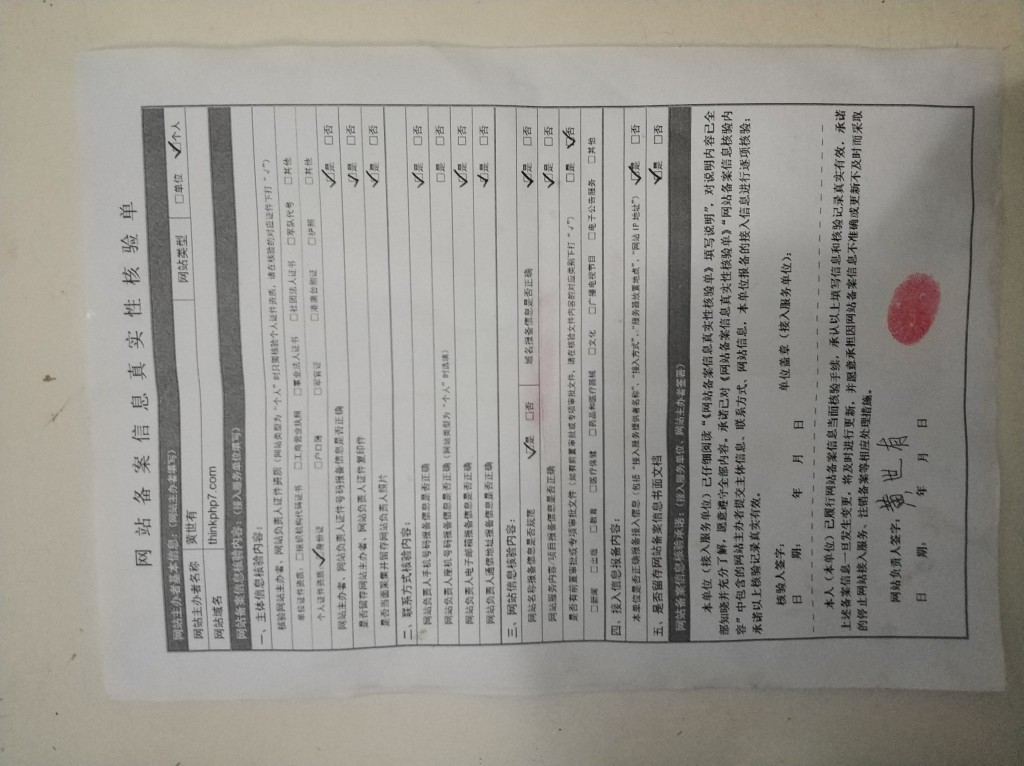 网站备案信息真实性核验单
网站主办者基本信息:(网站主办者填写)
网站主办者名称 黄世有 网站类型 □单位 ✓个人
网站域名 thinkphp7.com
网站备案信息核验内容:(接入服务单位填写)
一、主体信息核验内容:
核验网站主办者、网站负责人证件资质(网站类型为“个人”时只需核验个人证件资质,请在核验的对应证件下打“√”)
单位证件资质:□组织机构代码证书 □工商营业执照 □事业法人证书 □社团法人证书 □军队代号 □其他
个人证件资质:✓身份证 □户口簿 □军官证 □港澳台胞证 □护照 □其他
网站主办者、网站负责人证件号码报备信息是否正确 ✓是 □否
是否留存网站主办者、网站负责人证件复印件 ✓是 □否
是否当面采集并留存网站负责人照片 ✓是 □否
二、联系方式核验内容:
网站负责人手机号码报备信息是否正确 ✓是 □否
网站负责人座机号码报备信息是否正确(网站类型为“个人”时选填) □是 □否
网站负责人电子邮箱报备信息是否正确 ✓是 □否
网站负责人通信地址报备信息是否正确 ✓是 □否
三、网站信息核验内容:
网站名称报备信息是否规范 ✓是 □否 域名报备信息是否正确 ✓是 □否
网站服务内容/项目报备信息是否正确 ✓是 □否
是否有前置审批或专项审批文件(如有前置审批或专项审批文件,请在核验文件内容的对应类别下打“√”) □是 ✓否
□新闻 □出版 □教育 □医疗保健 □药品和医疗器械 □文化 □广播电视节目 □电子公告服务 □其他
四、接入信息报备内容:
本单位是否正确报备接入信息(包括“接入服务提供者名称”、“接入方式”、“服务器放置地点”、“网站IP地址”) ✓是 □否
五、是否留存网站备案信息书面文档 ✓是 □否
网站备案信息核验承诺:(接入服务单位、网站主办者签署)
本单位(接入服务单位)已仔细阅读“《网站备案信息真实性核验单》填写说明”,对说明内容已全
部知晓并充分了解,愿意遵守全部内容。承诺已对《网站备案信息真实性核验单》“网站备案信息核验内
容”中包含的网站主办者提交主体信息、联系方式、网站信息,本单位报备的接入信息进行逐项核验;
承诺以上核验记录真实有效。
核验人签字: 单位盖章(接入服务单位):
日 期: 年 月 日
本人(本单位)已履行网站备案信息当面核验手续,承认以上填写信息和核验记录真实有效,承诺
上述备案信息一旦发生变更,将及时进行更新,并愿意承担因网站备案信息不准确或更新不及时而采取
的停止网站接入服务、注销备案等相应处理措施。
网站负责人签字: 黄世有
日 期: 年 月 日